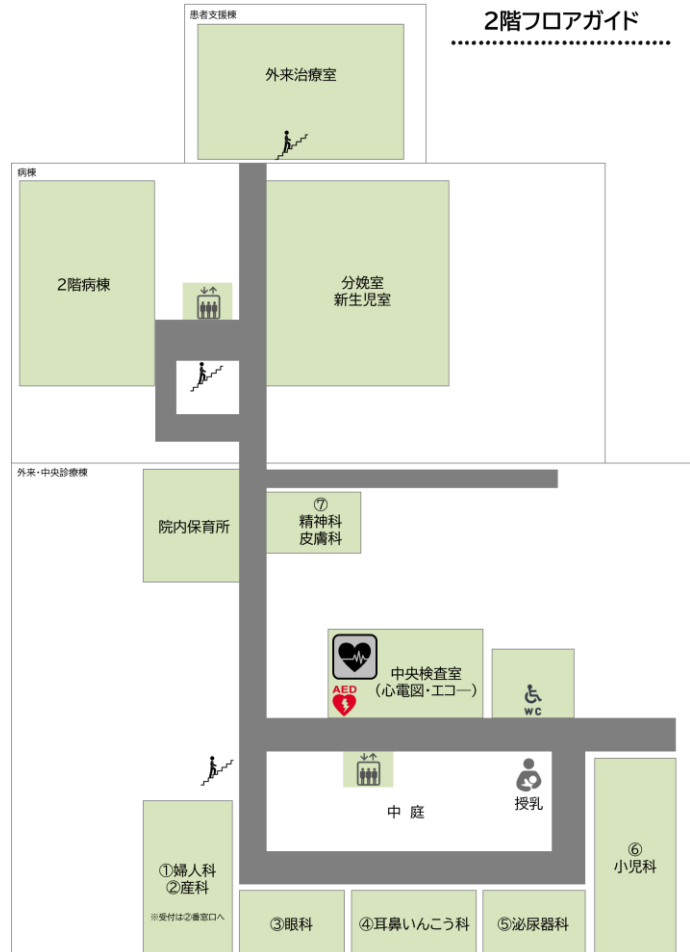 2階フロアガイド
患者支援棟
外来治療室
病棟
2階病棟
分娩室
新生児室
外来・中央診療棟
院内保育所
⑦
精神科
皮膚科
中央検査室
(心電図・エコー)
AED
WC
中 庭
授乳
①婦人科
②産科
※受付は②番窓口へ
③眼科
④耳鼻いんこう科
⑤泌尿器科
⑥
小児科